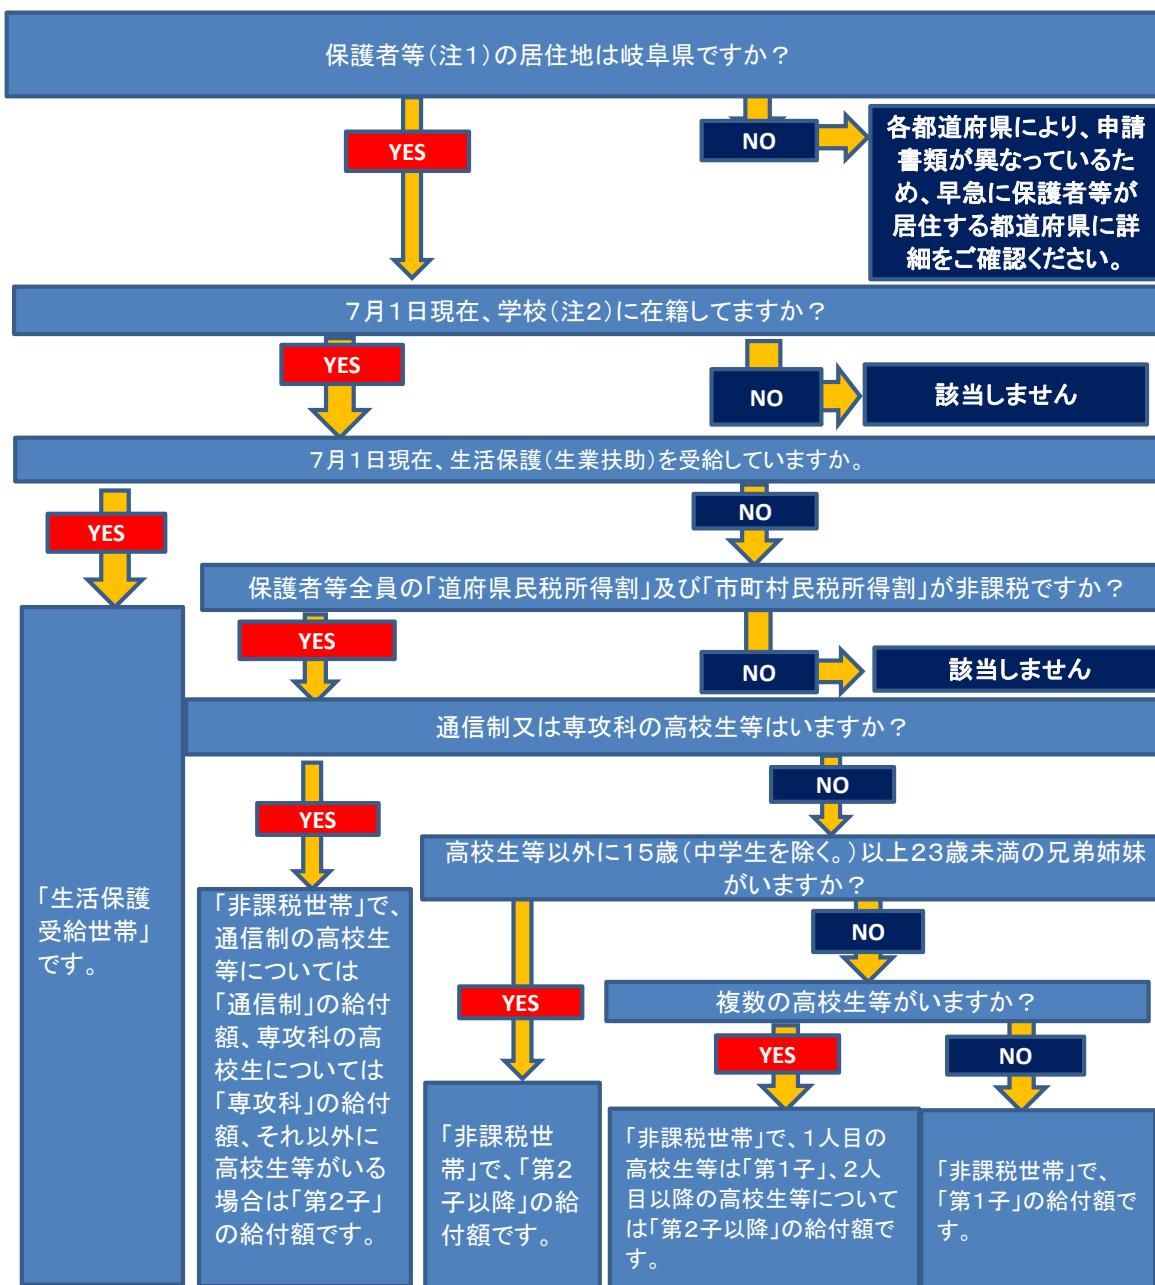 保護者等(注1)の居住地は岐阜県ですか？
YES
NO
各都道府県により、申請
書類が異なっているた
め、早急に保護者等が
居住する都道府県に詳
細をご確認ください。
7月1日現在、学校(注2)に在籍してますか？
YES
NO
該当しません
7月1日現在、生活保護(生業扶助)を受給していますか。
YES
NO
保護者等全員の「道府県民税所得割」及び「市町村民税所得割」が非課税ですか？
YES
NO
該当しません
通信制又は専攻科の高校生等はいますか？
YES
NO
高校生等以外に15歳(中学生を除く。)以上23歳未満の兄弟姉妹
がいますか？
YES
NO
複数の高校生等がいますか？
YES
NO
「生活保護
受給世帯」
です。
「非課税世帯」で、
通信制の高校生
等については
「通信制」の給付
額、専攻科の高
校生については
「専攻科」の給付
額、それ以外に
高校生等がいる
場合は「第2子」
の給付額です。
「非課税世
帯」で、「第2
子以降」の給
付額です。
「非課税世帯」で、1人目の
高校生等は「第1子」、2人
目以降の高校生等について
は「第2子以降」の給付額で
す。
「非課税世帯」で、
「第1子」の給付額で
す。